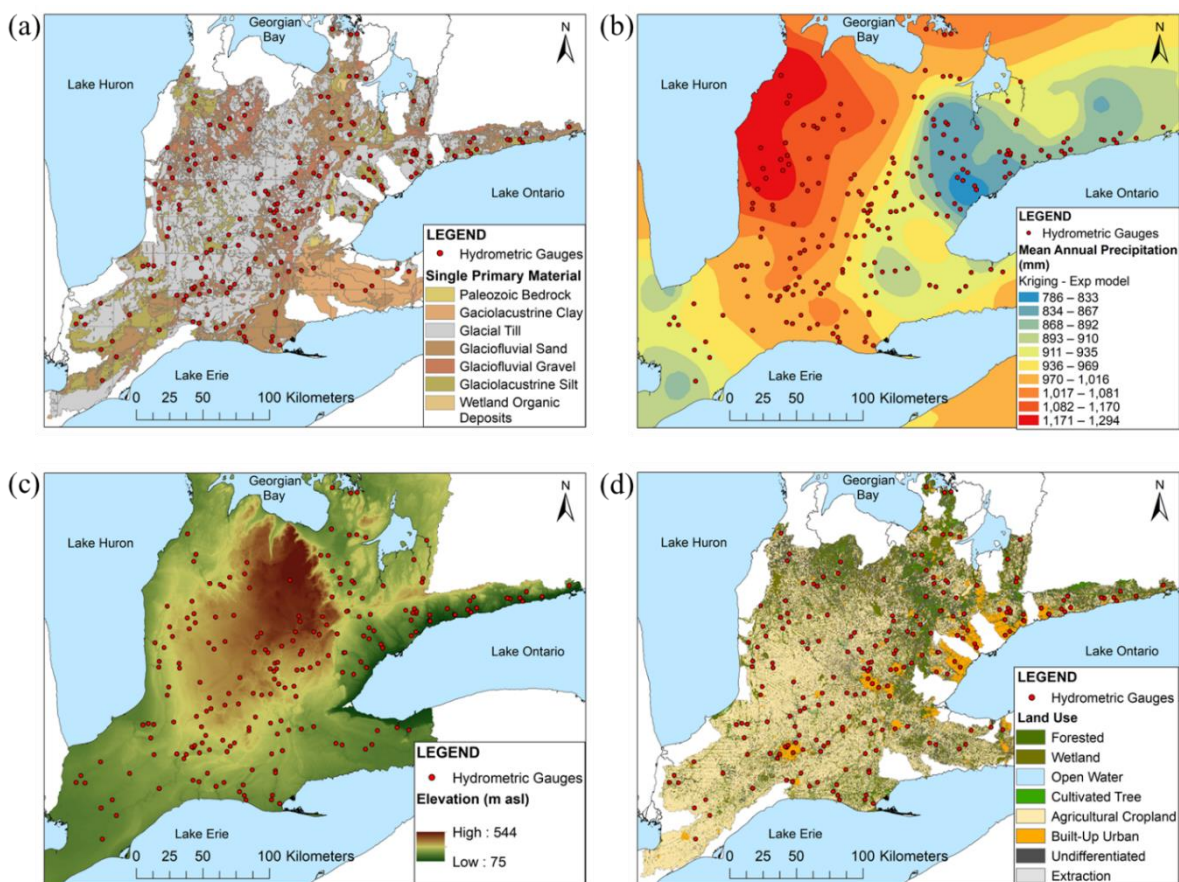 (a)
Georgian
Bay
N
Lake Huron
Lake Ontario
LEGEND
Hydrometric Gauges
Single Primary Material
Paleozoic Bedrock
Gaciolacustrine Clay
Glacial Till
Glaciofluvial Sand
Glaciofluvial Gravel
Glaciolacustrine Silt
Wetland Organic
Deposits
Lake Erie
0 25 50 100 Kilometers
(b)
Georgian
Bay
N
Lake Huron
Lake Ontario
LEGEND
Hydrometric Gauges
Mean Annual Precipitation
(mm)
Kriging - Exp model
786 – 833
834 – 867
868 – 892
893 – 910
911 – 935
936 – 969
970 – 1,016
1,017 – 1,081
1,082 – 1,170
1,171 – 1,294
Lake Erie
0 25 50 100 Kilometers
(c)
Georgian
Bay
N
Lake Huron
Lake Ontario
LEGEND
Hydrometric Gauges
Elevation (m asl)
High : 544
Low : 75
Lake Erie
0 25 50 100 Kilometers
(d)
Georgian
Bay
N
Lake Huron
Lake Ontario
LEGEND
Hydrometric Gauges
Land Use
Forested
Wetland
Open Water
Cultivated Tree
Agricultural Cropland
Built-Up Urban
Undifferentiated
Extraction
Lake Erie
0 25 50 100 Kilometers